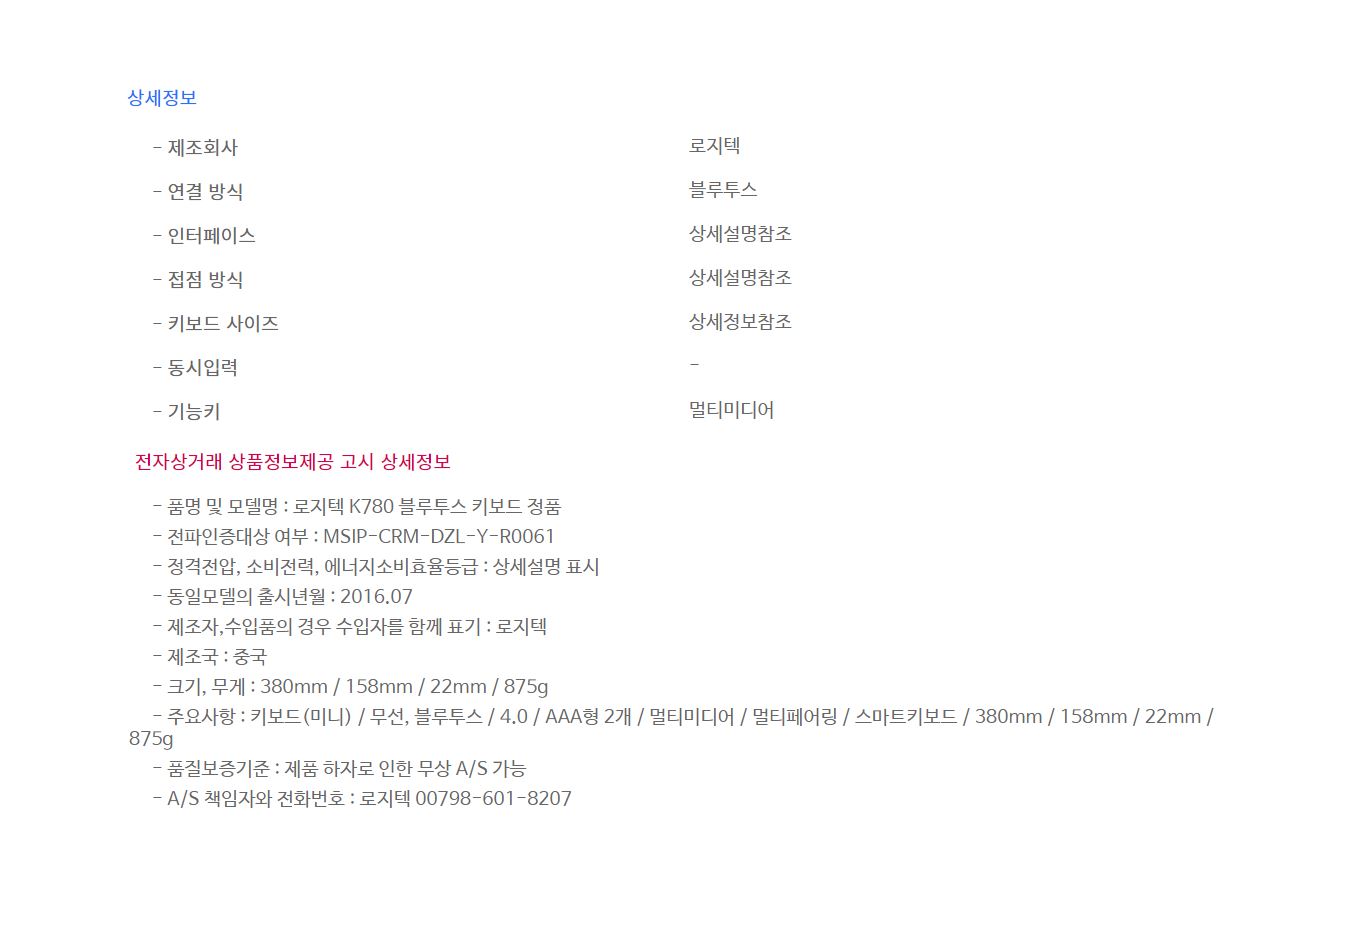 상세정보
- 제조회사 로지텍
- 연결 방식 블루투스
- 인터페이스 상세설명참조
- 접점 방식 상세설명참조
- 키보드 사이즈 상세정보참조
- 동시입력 -
- 기능키 멀티미디어
전자상거래 상품정보제공 고시 상세정보
- 품명 및 모델명 : 로지텍 K780 블루투스 키보드 정품
- 전파인증대상 여부 : MSIP-CRM-DZL-Y-R0061
- 정격전압, 소비전력, 에너지소비효율등급 : 상세설명 표시
- 동일모델의 출시년월 : 2016.07
- 제조자,수입품의 경우 수입자를 함께 표기 : 로지텍
- 제조국 : 중국
- 크기, 무게 : 380mm / 158mm / 22mm / 875g
- 주요사항 : 키보드(미니) / 무선, 블루투스 / 4.0 / AAA형 2개 / 멀티미디어 / 멀티페어링 / 스마트키보드 / 380mm / 158mm / 22mm /
875g
- 품질보증기준 : 제품 하자로 인한 무상 A/S 가능
- A/S 책임자와 전화번호 : 로지텍 00798-601-8207